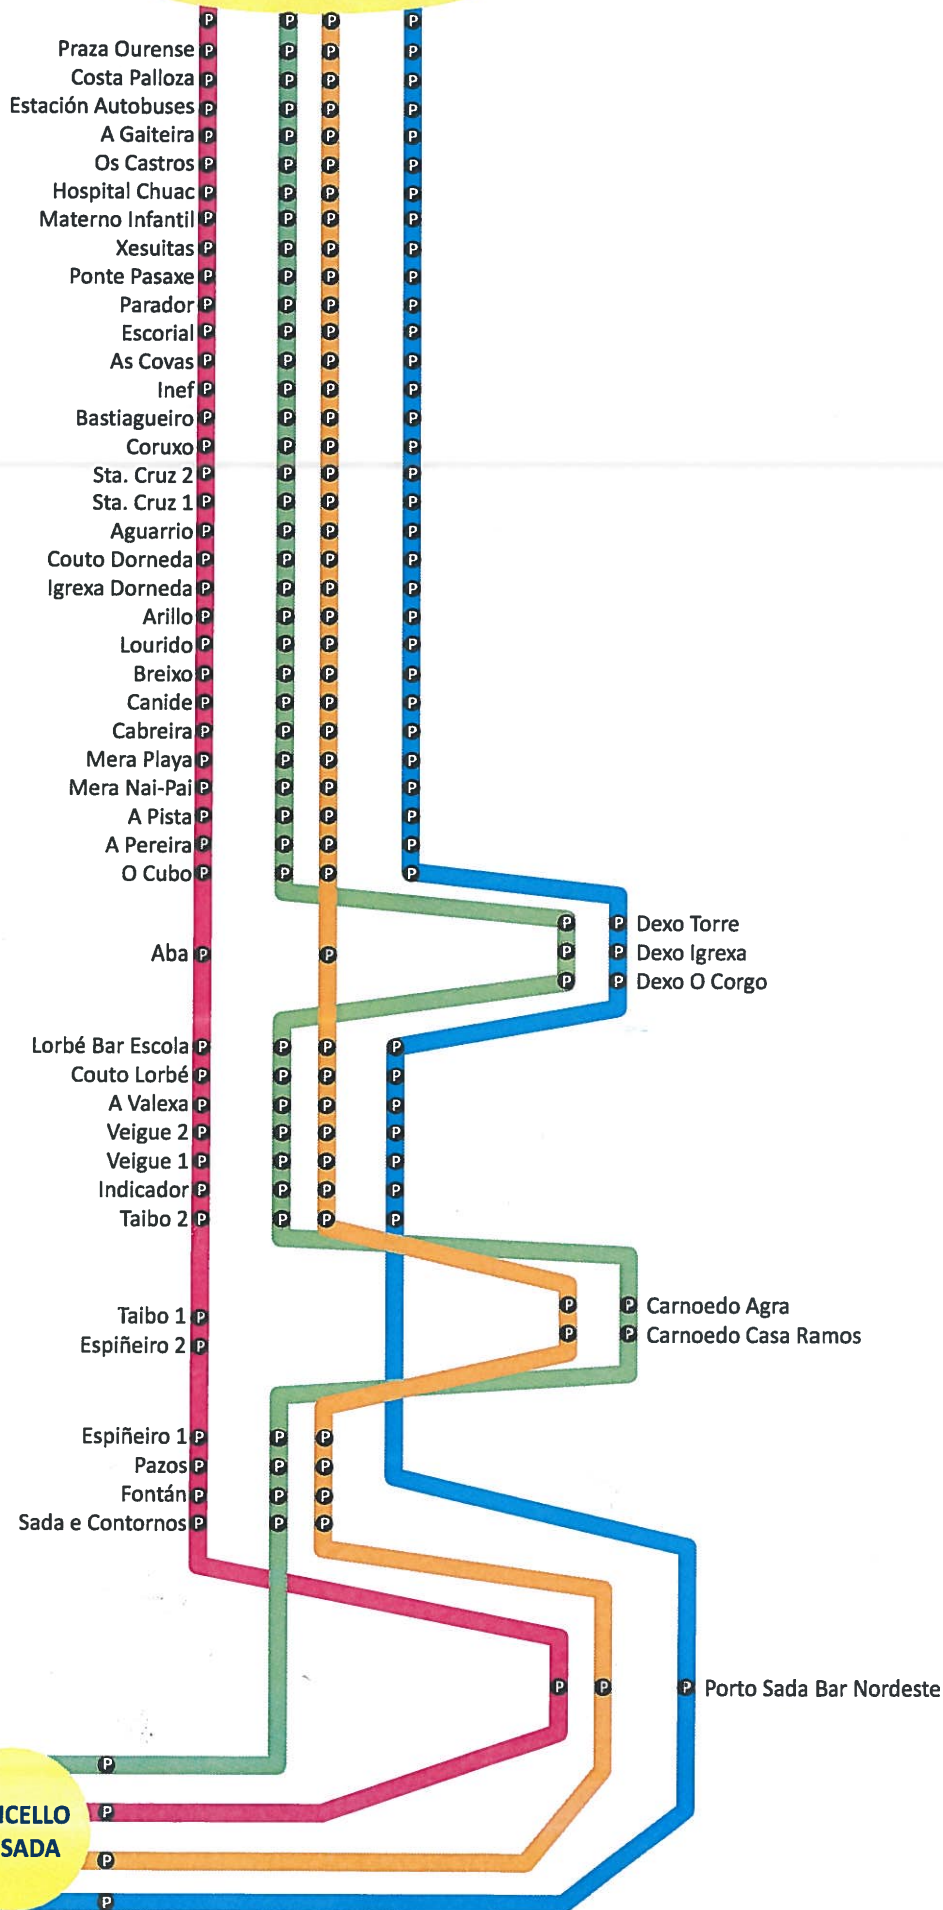 P P P P
Praza Ourense P P P P
Costa Palloza P P P P
Estación Autobuses P P P P
A Gaiteira P P P P
Os Castros P P P P
Hospital Chuac P P P P
Materno Infantil P P P P
Xesuitas P P P P
Ponte Pasaxe P P P P
Parador P P P P
Escorial P P P P
As Covas P P P P
Inef P P P P
Bastiagueiro P P P P
Coruxo P P P P
Sta. Cruz 2 P P P P
Sta. Cruz 1 P P P P
Aguarrio P P P P
Couto Dorneda P P P P
Igrexa Dorneda P P P P
Arillo P P P P
Lourido P P P P
Breixo P P P P
Canide P P P P
Cabreira P P P P
Mera Playa P P P P
Mera Nai-Pai P P P P
A Pista P P P P
A Pereira P P P P
O Cubo P P P P
P P Dexo Torre
Aba P P P P Dexo Igrexa
P P Dexo O Corgo
Lorbé Bar Escola P P P P
Couto Lorbé P P P P
A Valexa P P P P
Veigue 2 P P P P
Veigue 1 P P P P
Indicador P P P P
Taibo 2 P P P P
P P Carnoedo Agra
Taibo 1 P
P P Carnoedo Casa Ramos
Espiñeiro 2 P
Espiñeiro 1 P P P
Pazos P P P
Fontán P P P
Sada e Contornos P P P
P P P Porto Sada Bar Nordeste
P
ICELLO P
SADA P
P